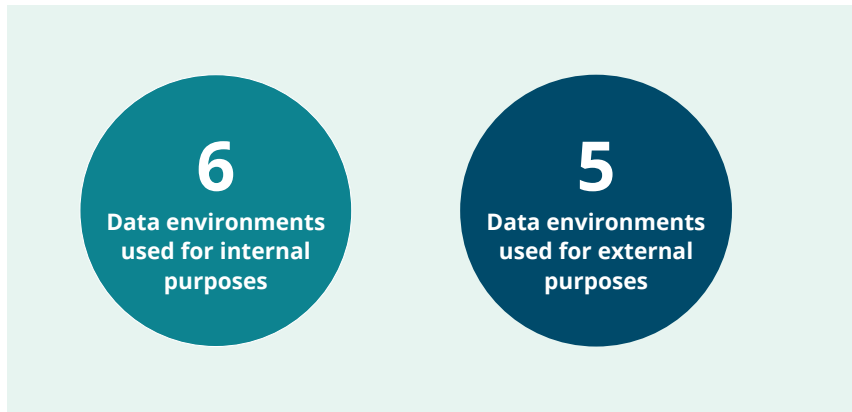 6
Data environments
used for internal
purposes
5
Data environments
used for external
purposes